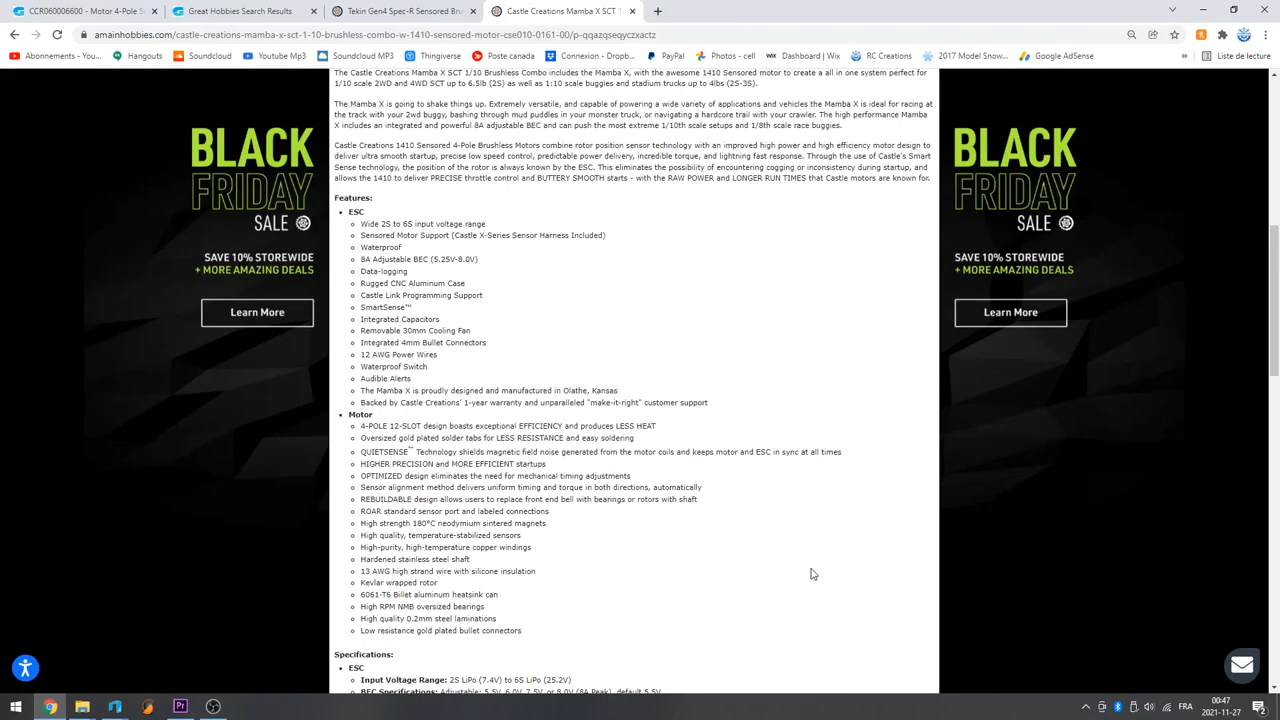 CCR060006600 - Motor 4-Pole S
Great Hobbies Search Results
Tekin Gen4 Spec-R Sensored Brus
Castle Creations Mamba X SCT 1
amainhobbies.com/castle-creations-mamba-x-sct-1-10-brushless-combo-w-1410-sensored-motor-cse010-0161-00/p-qqazqseqyczxactz
Abonnements - You...
Hangouts
Soundcloud
Youtube Mp3
Soundcloud MP3
Thingiverse
Poste canada
Connexion - Dropbo...
PayPal
Photos - cell
Dashboard | Wix
RC Creations
2017 Model Snow...
Google AdSense
Liste de lecture
The Castle Creations Mamba X SCT 1/10 Brushless Combo includes the Mamba X, with the awesome 1410 Sensored motor to create a all in one system perfect for
1/10 scale 2WD and 4WD SCT up to 6.5lb (2S) as well as 1:10 scale buggies and stadium trucks up to 4lbs (2S-3S).
The Mamba X is going to shake things up. Extremely versatile, and capable of powering a wide variety of applications and vehicles the Mamba X is ideal for racing at
the track with your 2wd buggy, bashing through mud puddles in your monster truck, or navigating a hardcore trail with your crawler. The high performance Mamba
X includes an integrated and powerful 8A adjustable BEC and can push the most extreme 1/10th scale setups and 1/8th scale race buggies.
Castle Creations 1410 Sensored 4-Pole Brushless Motors combine rotor position sensor technology with an improved high power and high efficiency motor design to
deliver ultra smooth startup, precise low speed control, predictable power delivery, incredible torque, and lightning fast response. Through the use of Castle's Smart
Sense technology, the position of the rotor is always known by the ESC. This eliminates the possibility of encountering cogging or inconsistency during startup, and
allows the 1410 to deliver PRECISE throttle control and BUTTERY SMOOTH starts - with the RAW POWER and LONGER RUN TIMES that Castle motors are known for.
Features:
ESC
Wide 2S to 6S input voltage range
Sensored Motor Support (Castle X-Series Sensor Harness Included)
Waterproof
8A Adjustable BEC (5.25V-8.0V)
Data-logging
Rugged CNC Aluminum Case
Castle Link Programming Support
SmartSense™
Integrated Capacitors
Removable 30mm Cooling Fan
Integrated 4mm Bullet Connectors
12 AWG Power Wires
Waterproof Switch
Audible Alerts
The Mamba X is proudly designed and manufactured in Olathe, Kansas
Backed by Castle Creations' 1-year warranty and unparalleled "make-it-right" customer support
Motor
4-POLE 12-SLOT design boasts exceptional EFFICIENCY and produces LESS HEAT
Oversized gold plated solder tabs for LESS RESISTANCE and easy soldering
QUIETSENSE™ Technology shields magnetic field noise generated from the motor coils and keeps motor and ESC in sync at all times
HIGHER PRECISION and MORE EFFICIENT startups
OPTIMIZED design eliminates the need for mechanical timing adjustments
Sensor alignment method delivers uniform timing and torque in both directions, automatically
REBUILDABLE design allows users to replace front end bell with bearings or rotors with shaft
ROAR standard sensor port and labeled connections
High strength 180°C neodymium sintered magnets
High quality, temperature-stabilized sensors
High-purity, high-temperature copper windings
Hardened stainless steel shaft
13 AWG high strand wire with silicone insulation
Kevlar wrapped rotor
6061-T6 Billet aluminum heatsink can
High RPM NMB oversized bearings
High quality 0.2mm steel laminations
Low resistance gold plated bullet connectors
Specifications:
ESC
Input Voltage Range: 2S LiPo (7.4V) to 6S LiPo (25.2V)
BEC Specifications: Adjustable: 5.5V, 6.0V, 7.5V, or 8.0V (8A Peak), default 5.5V
BLACK
FRIDAY
SALE
SAVE 10% STOREWIDE
+ MORE AMAZING DEALS
Learn More
BLACK
FRIDAY
SALE
SAVE 10% STOREWIDE
+ MORE AMAZING DEALS
Learn More
FRA
00:47
2021-11-27
2